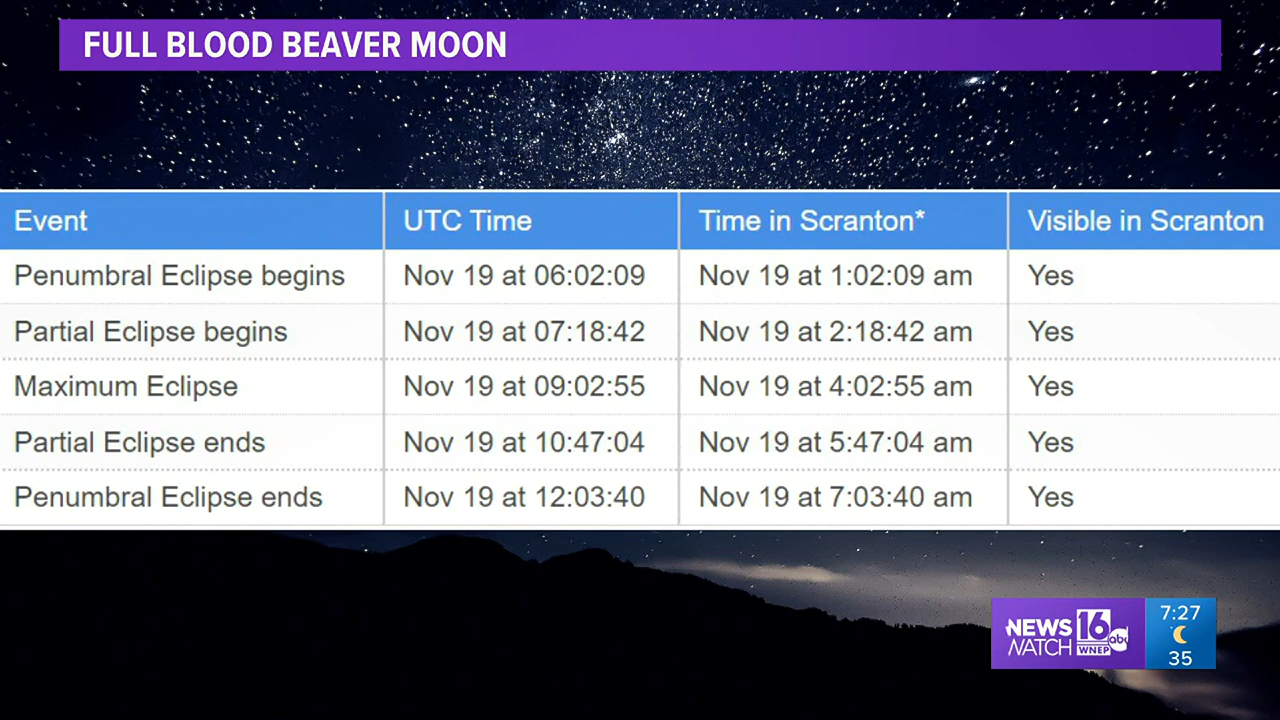 FULL BLOOD BEAVER MOON
Event UTC Time Time in Scranton* Visible in Scranton
Penumbral Eclipse begins Nov 19 at 06:02:09 Nov 19 at 1:02:09 am Yes
Partial Eclipse begins Nov 19 at 07:18:42 Nov 19 at 2:18:42 am Yes
Maximum Eclipse Nov 19 at 09:02:55 Nov 19 at 4:02:55 am Yes
Partial Eclipse ends Nov 19 at 10:47:04 Nov 19 at 5:47:04 am Yes
Penumbral Eclipse ends Nov 19 at 12:03:40 Nov 19 at 7:03:40 am Yes
NEWS 16 abc 7:27
WATCH WNEP 35